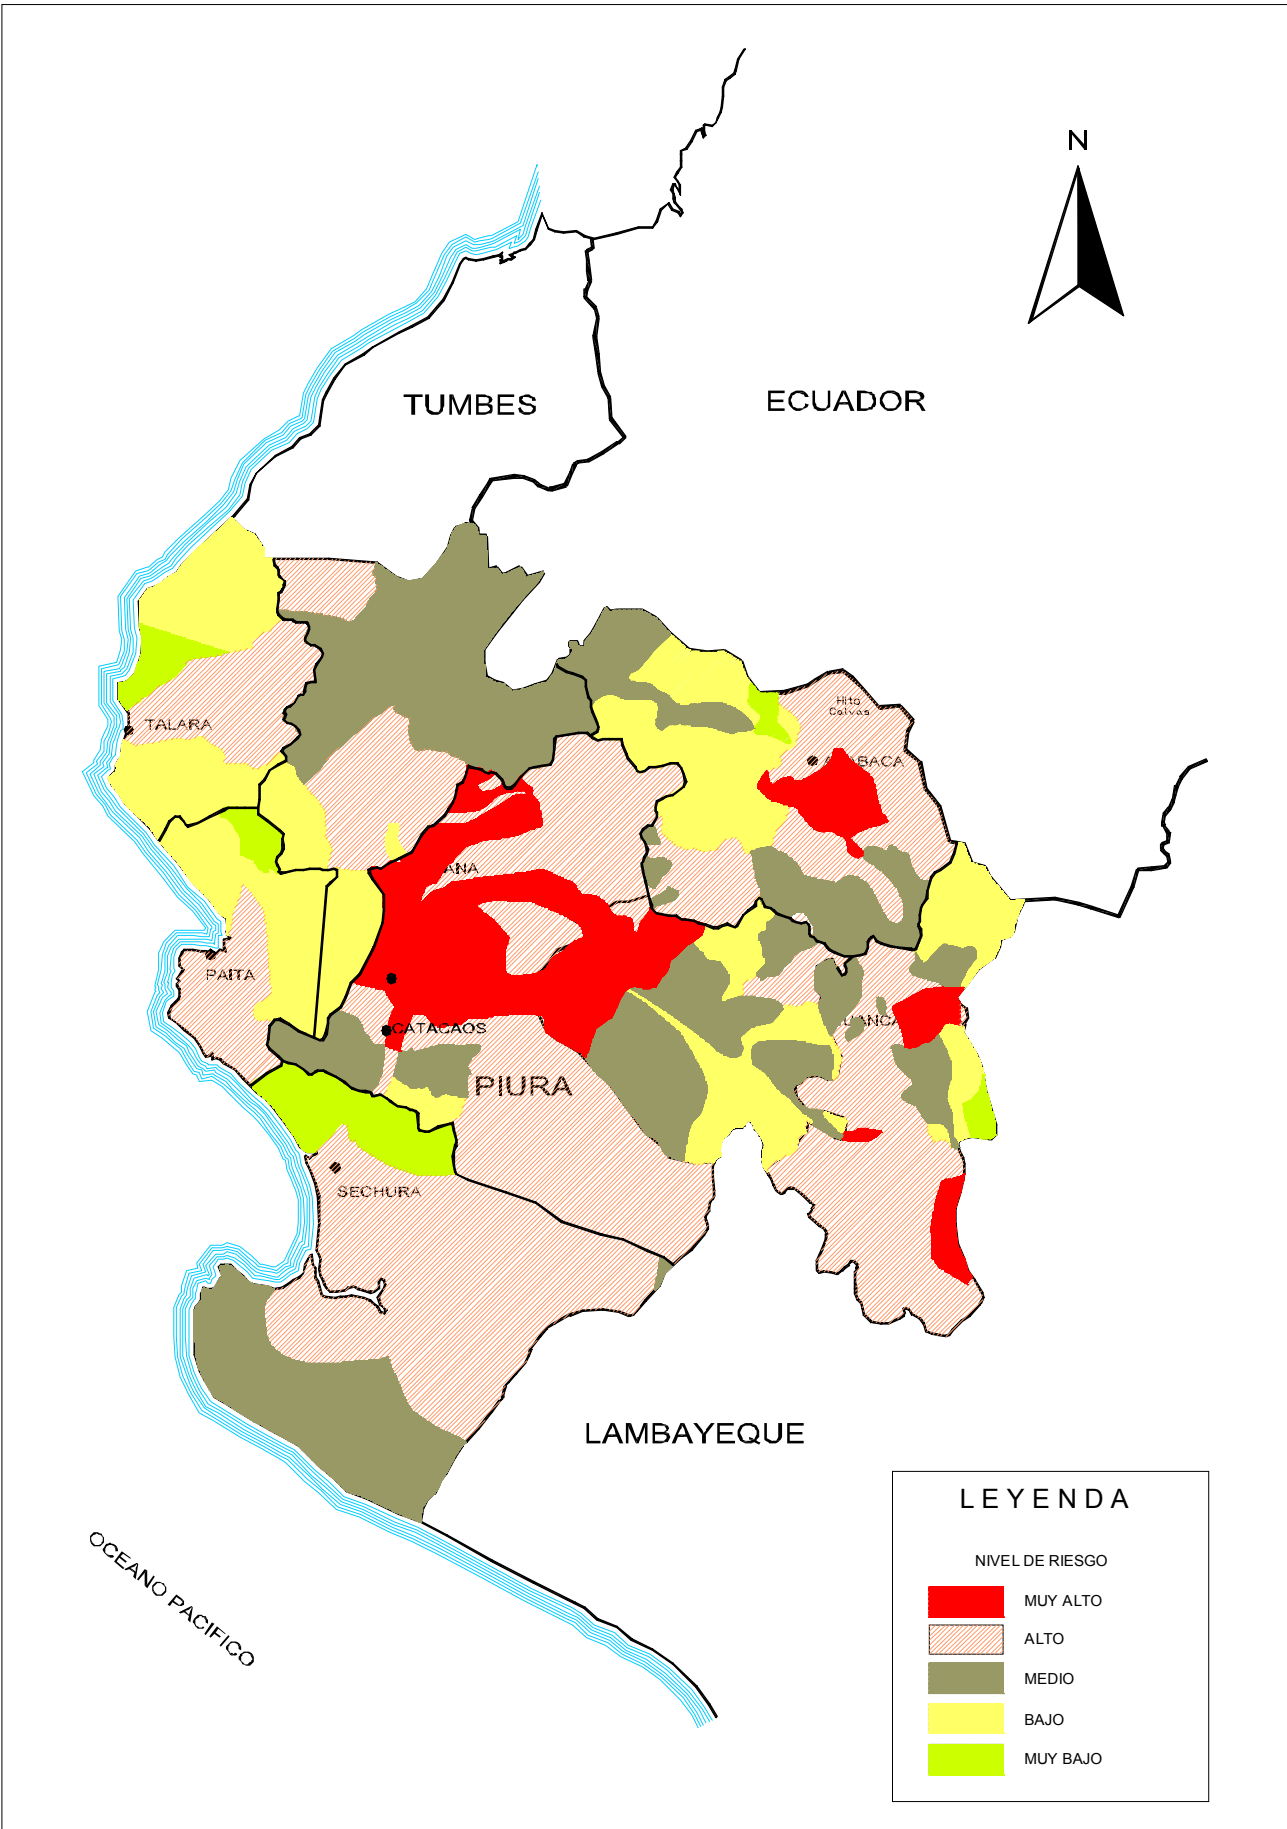 N
TUMBES
ECUADOR
Hito
Calvas
TALARA
PAITA
CATACAOS
PIURA
SECHURA
LAMBAYEQUE
OCEANO PACIFICO
LEYENDA
NIVEL DE RIESGO
MUY ALTO
ALTO
MEDIO
BAJO
MUY BAJO